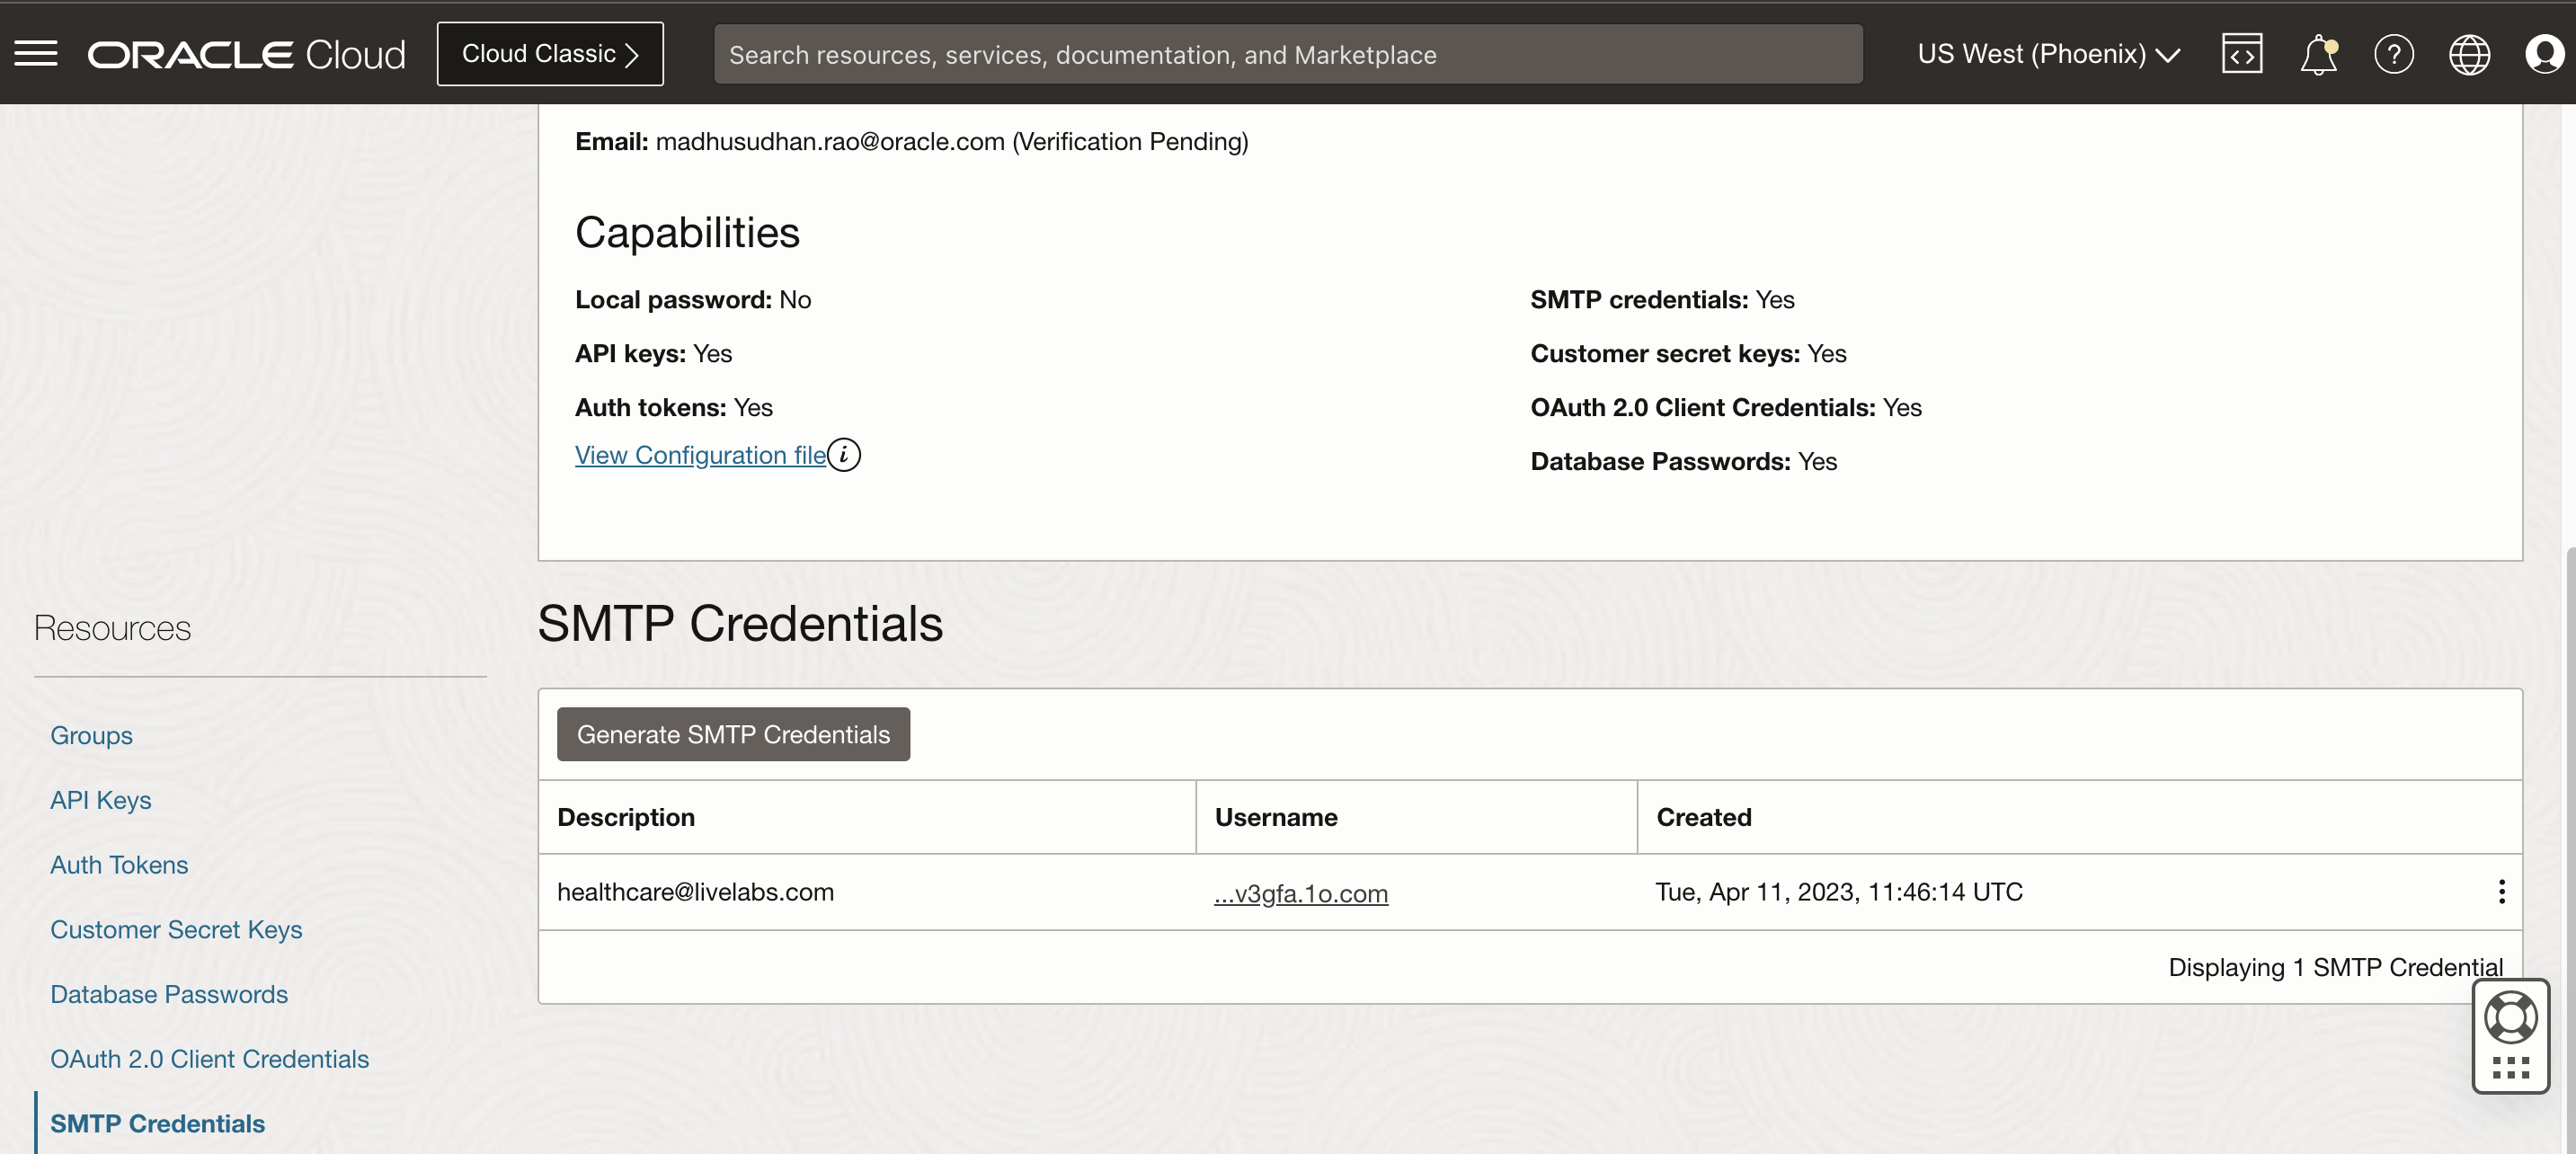 ORACLE Cloud
Cloud Classic
Search resources, services, documentation, and Marketplace
US West (Phoenix)
Email: madhusudhan.rao@oracle.com (Verification Pending)
Capabilities
Local password: No
API keys: Yes
Auth tokens: Yes
View Configuration file
SMTP credentials: Yes
Customer secret keys: Yes
OAuth 2.0 Client Credentials: Yes
Database Passwords: Yes
Resources
Groups
API Keys
Auth Tokens
Customer Secret Keys
Database Passwords
OAuth 2.0 Client Credentials
SMTP Credentials
SMTP Credentials
Generate SMTP Credentials
Description Username Created
healthcare@livelabs.com ...v3gfa.1o.com Tue, Apr 11, 2023, 11:46:14 UTC
Displaying 1 SMTP Credential